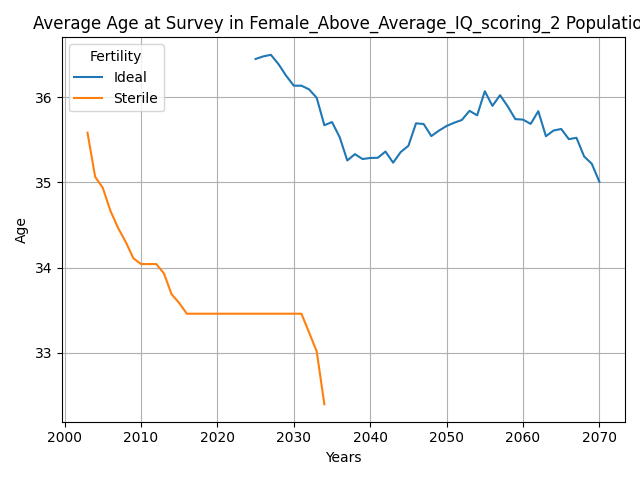 Average Age at Survey in Female_Above_Average_IQ_scoring_2 Populatio
Fertility
Ideal
Sterile
36
35
34
33
Age
2000 2010 2020 2030 2040 2050 2060 2070
Years